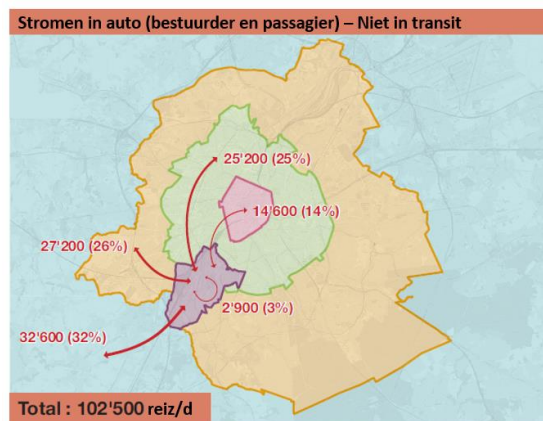 Stromen in auto (bestuurder en passagier) – Niet in transit
25'200 (25%)
14'600 (14%)
27'200 (26%)
2'900 (3%)
32'600 (32%)
Total : 102'500 reiz/d